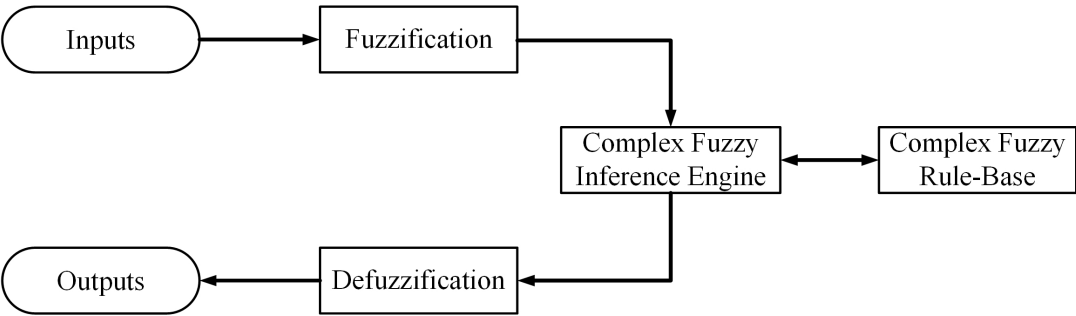 Inputs
Fuzzification
Complex Fuzzy
Inference Engine
Complex Fuzzy
Rule-Base
Outputs
Defuzzification